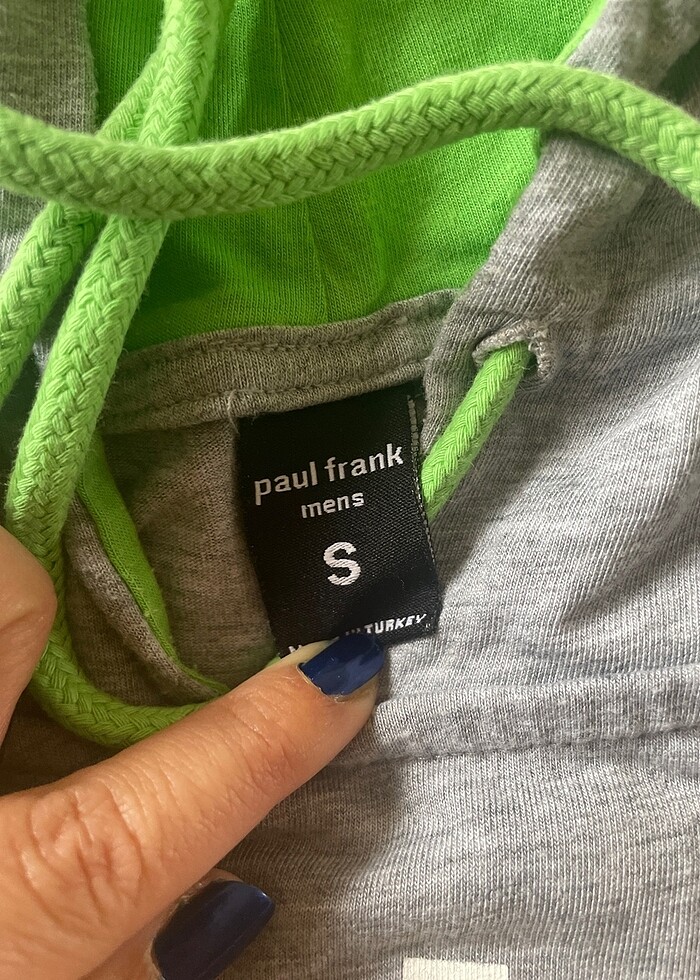 paul frank
mens
S
IN TURKEY